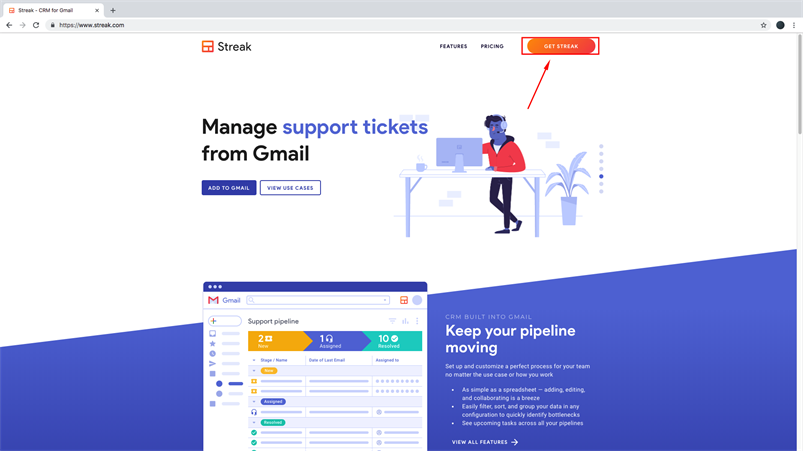 Streak - CRM for Gmail
https://www.streak.com
Streak
FEATURES
PRICING
GET STREAK
Manage support tickets
from Gmail
ADD TO GMAIL
VIEW USE CASES
Gmail
Support pipeline
2
New
1
Assigned
10
Resolved
Stage / Name
Date of Last Email
Assigned to
New
Assigned
Resolved
CRM BUILT INTO GMAIL
Keep your pipeline
moving
Set up and customize a perfect process for your team
no matter the use case or how you work
As simple as a spreadsheet — adding, editing,
and collaborating is a breeze
Easily filter, sort, and group your data in any
configuration to quickly identify bottlenecks
See upcoming tasks across all your pipelines
VIEW ALL FEATURES